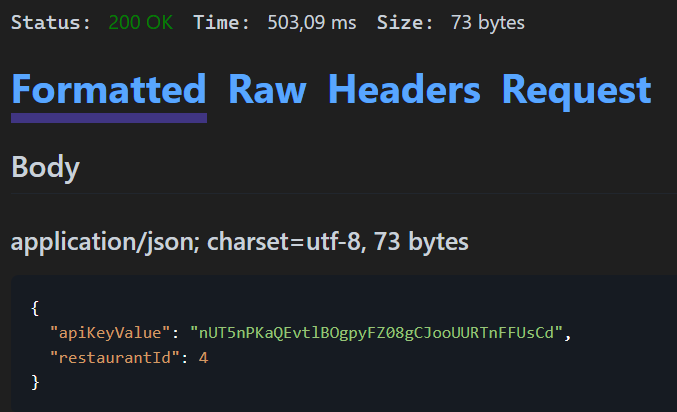 Status: 200 OK Time: 503,09 ms Size: 73 bytes
Formatted Raw Headers Request
Body
application/json; charset=utf-8, 73 bytes
{
"apiKeyValue": "nUT5nPKaQEvtlBOgpyFZ08gCJooUURTnFFUsCd",
"restaurantId": 4
}